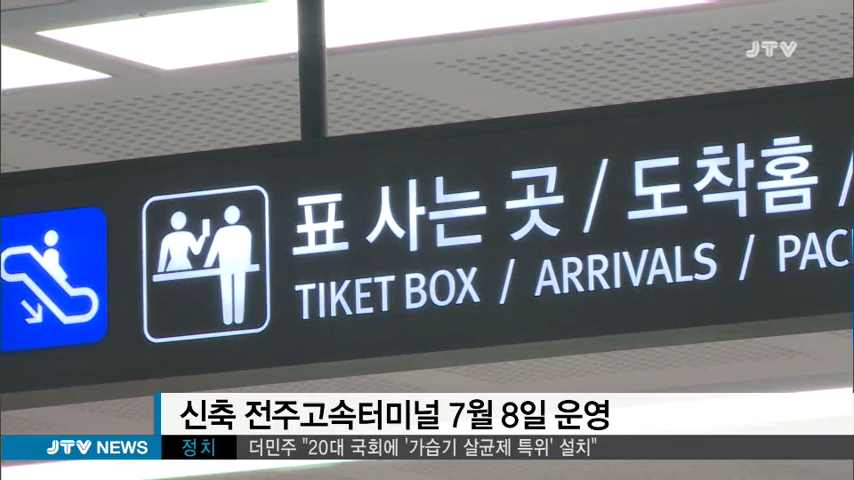 JTV
표 사는 곳 / 도착홈 /
TIKET BOX / ARRIVALS / PAC
신축 전주고속터미널 7월 8일 운영
JTV NEWS 정치 더민주 "20대 국회에 '가습기 살균제 특위' 설치"